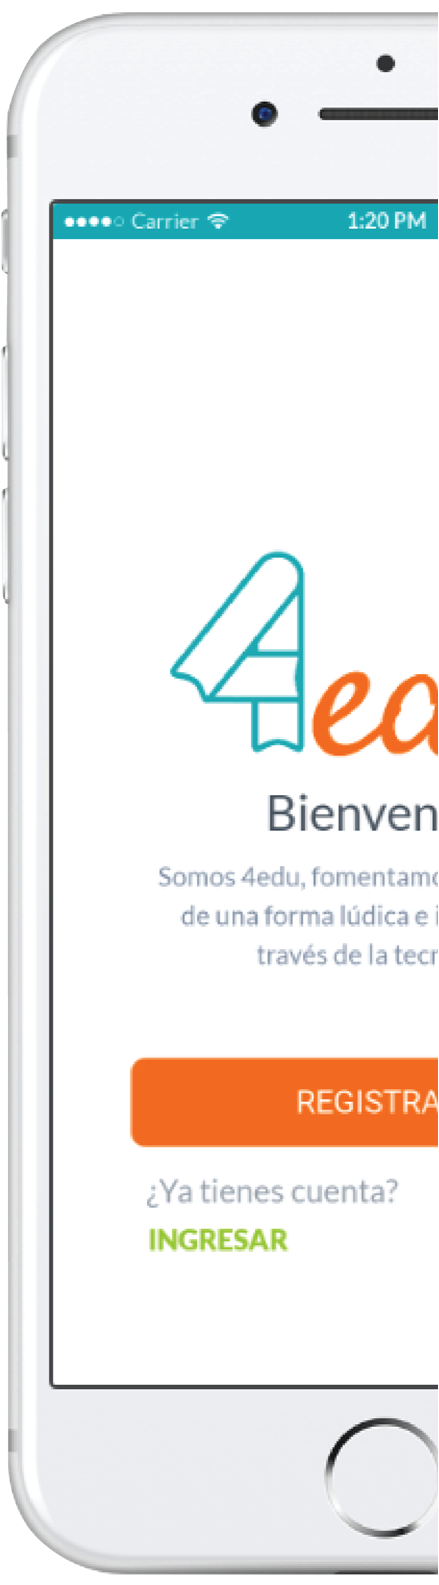 Carrier 1:20 PM
4ed
Bienven
Somos 4edu, fomentamo
de una forma lúdica e i
través de la tecn
REGISTRA
¿Ya tienes cuenta?
INGRESAR